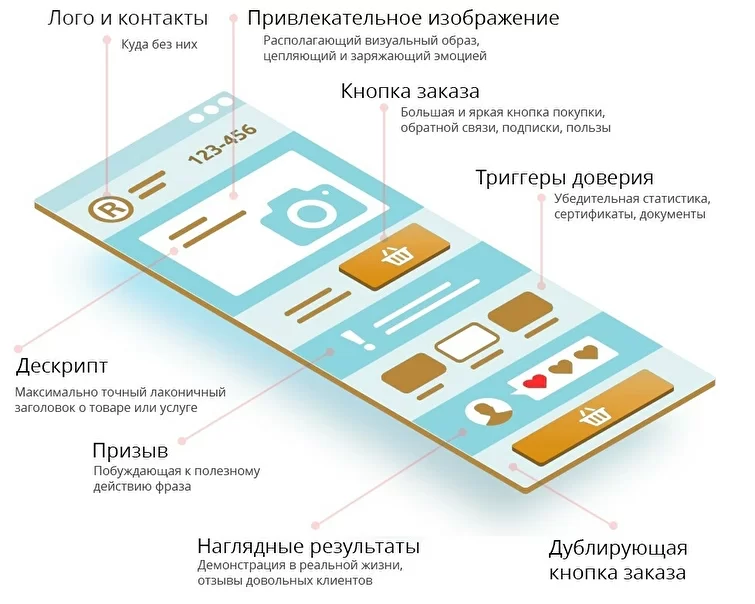 Лого и контакты
Куда без них
Привлекательное изображение
Располагающий визуальный образ,
цепляющий и заряжающий эмоцией
Кнопка заказа
Большая и яркая кнопка покупки,
обратной связи, подписки, пользы
Триггеры доверия
Убедительная статистика,
сертификаты, документы
123-456
R
Дескрипт
Максимально точный лаконичный
заголовок о товаре или услуге
Призыв
Побуждающая к полезному
действию фраза
Наглядные результаты
Демонстрация в реальной жизни,
отзывы довольных клиентов
Дублирующая
кнопка заказа